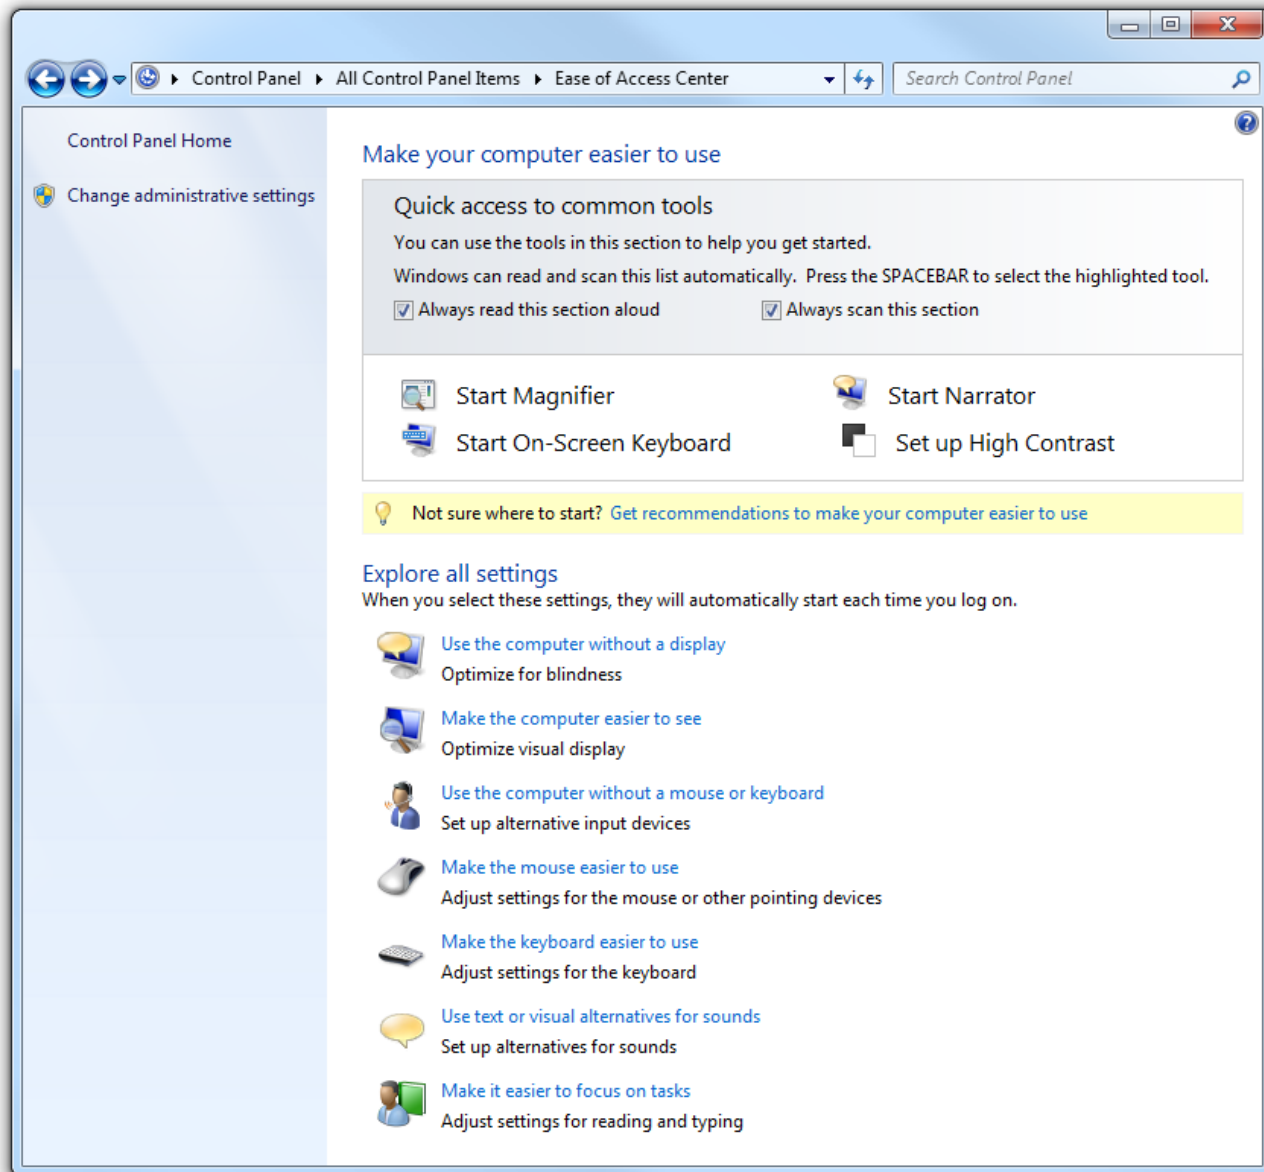 Control Panel ▸ All Control Panel Items ▸ Ease of Access Center
Search Control Panel
Control Panel Home
Change administrative settings
Make your computer easier to use
Quick access to common tools
You can use the tools in this section to help you get started.
Windows can read and scan this list automatically.  Press the SPACEBAR to select the highlighted tool.
Always read this section aloud
Always scan this section
Start Magnifier
Start Narrator
Start On-Screen Keyboard
Set up High Contrast
Not sure where to start? Get recommendations to make your computer easier to use
Explore all settings
When you select these settings, they will automatically start each time you log on.
Use the computer without a display
Optimize for blindness
Make the computer easier to see
Optimize visual display
Use the computer without a mouse or keyboard
Set up alternative input devices
Make the mouse easier to use
Adjust settings for the mouse or other pointing devices
Make the keyboard easier to use
Adjust settings for the keyboard
Use text or visual alternatives for sounds
Set up alternatives for sounds
Make it easier to focus on tasks
Adjust settings for reading and typing